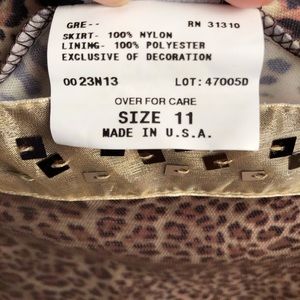 GRE-- RN 31310
SKIRT- 100% NYLON
LINING- 100% POLYESTER
EXCLUSIVE OF DECORATION
0023N13 LOT: 47005D
OVER FOR CARE
SIZE 11
MADE IN U.S.A.